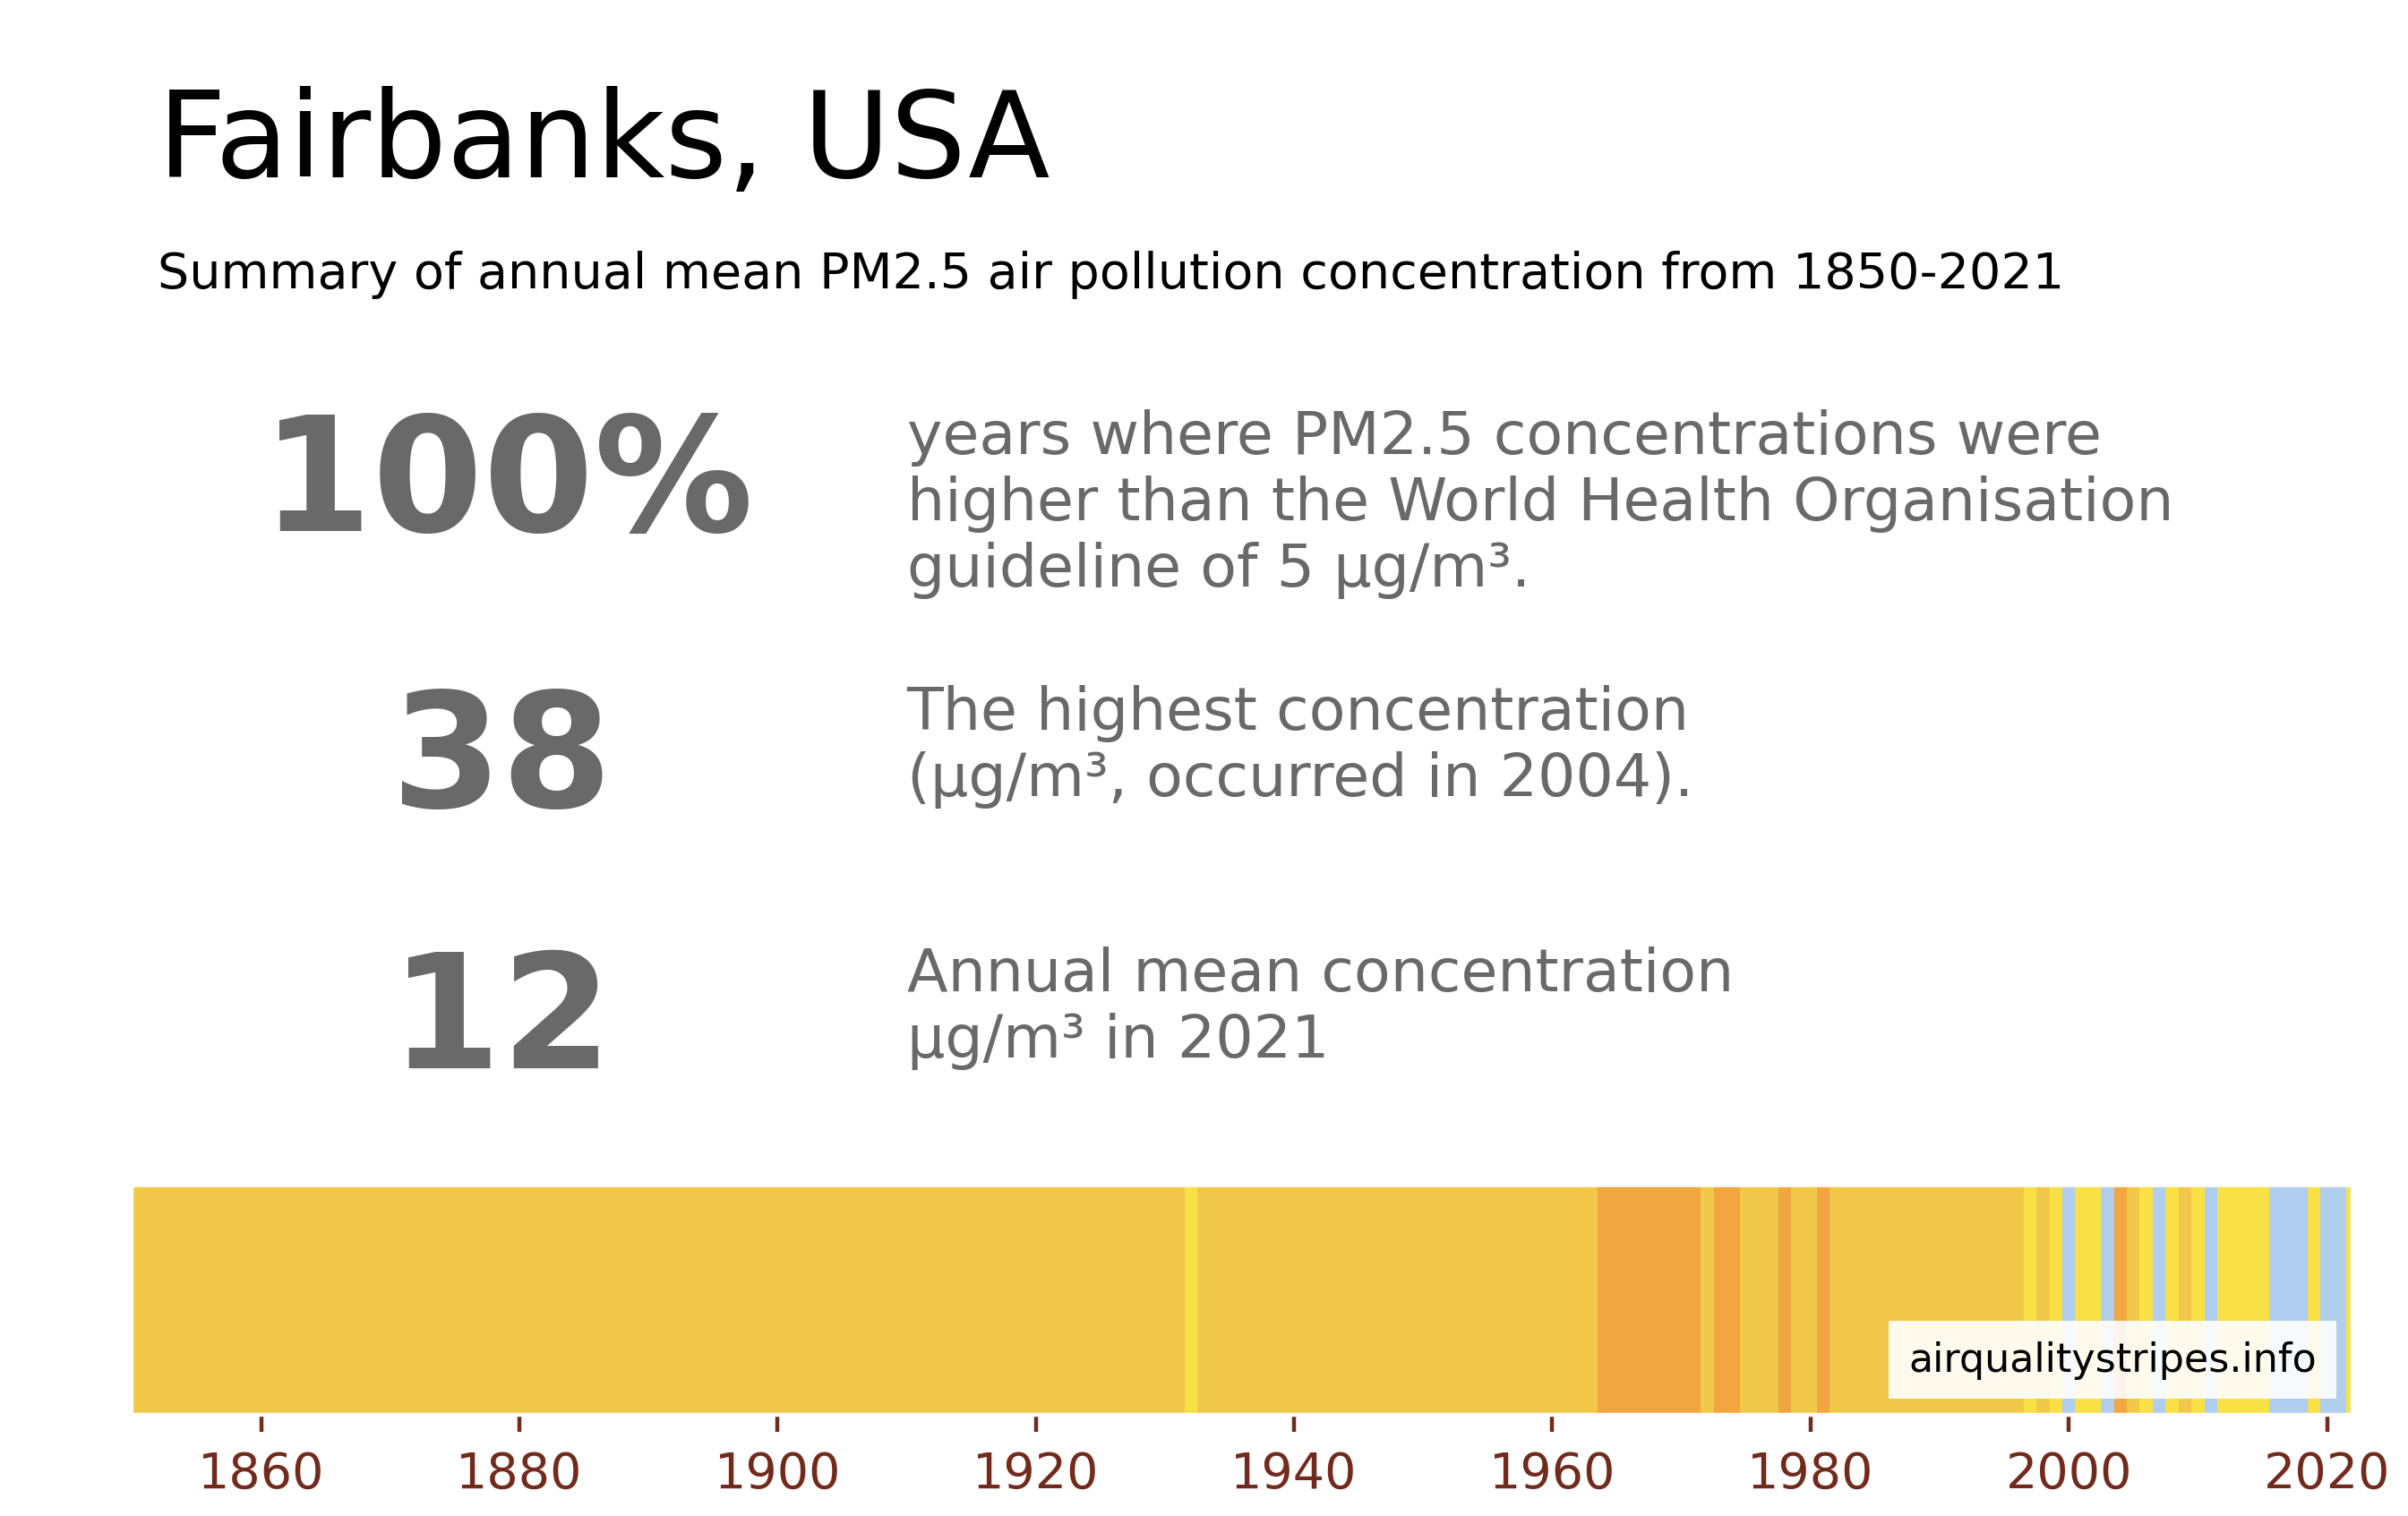 Fairbanks, USA
Summary of annual mean PM2.5 air pollution concentration from 1850-2021
100%
years where PM2.5 concentrations were
higher than the World Health Organisation
guideline of 5 µg/m³.
38
The highest concentration
(µg/m³, occurred in 2004).
12
Annual mean concentration
µg/m³ in 2021
airqualitystripes.info
1860 1880 1900 1920 1940 1960 1980 2000 2020